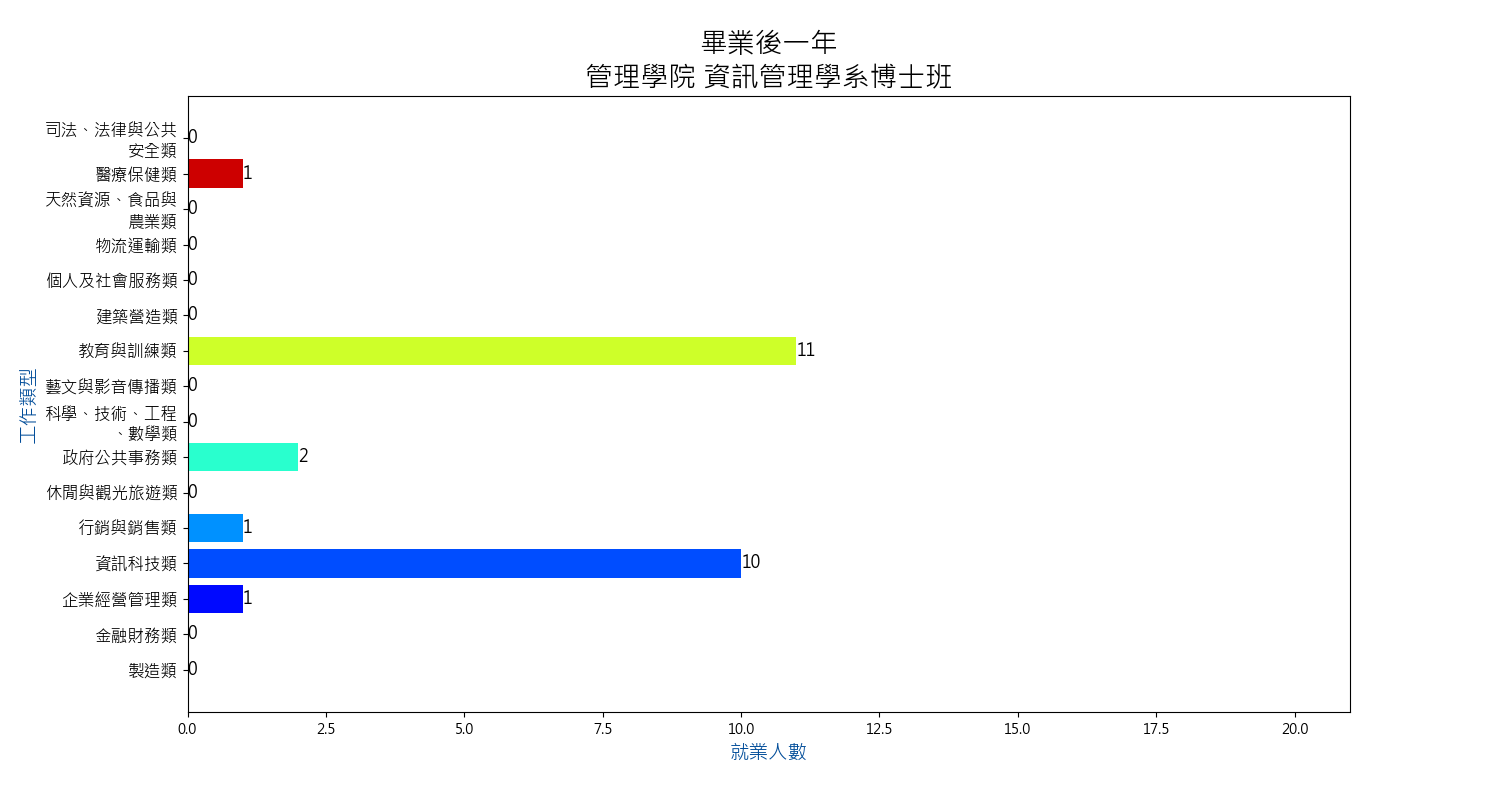 畢業後一年
管理學院 資訊管理學系博士班
司法、法律與公共
安全類
0
醫療保健類
1
天然資源、食品與
農業類
0
物流運輸類
0
個人及社會服務類
0
建築營造類
0
教育與訓練類
11
藝文與影音傳播類
0
科學、技術、工程
、數學類
0
政府公共事務類
2
休閒與觀光旅遊類
0
行銷與銷售類
1
資訊科技類
10
企業經營管理類
1
金融財務類
0
製造類
0
工作類型
0.0
2.5
5.0
7.5
10.0
12.5
15.0
17.5
20.0
就業人數